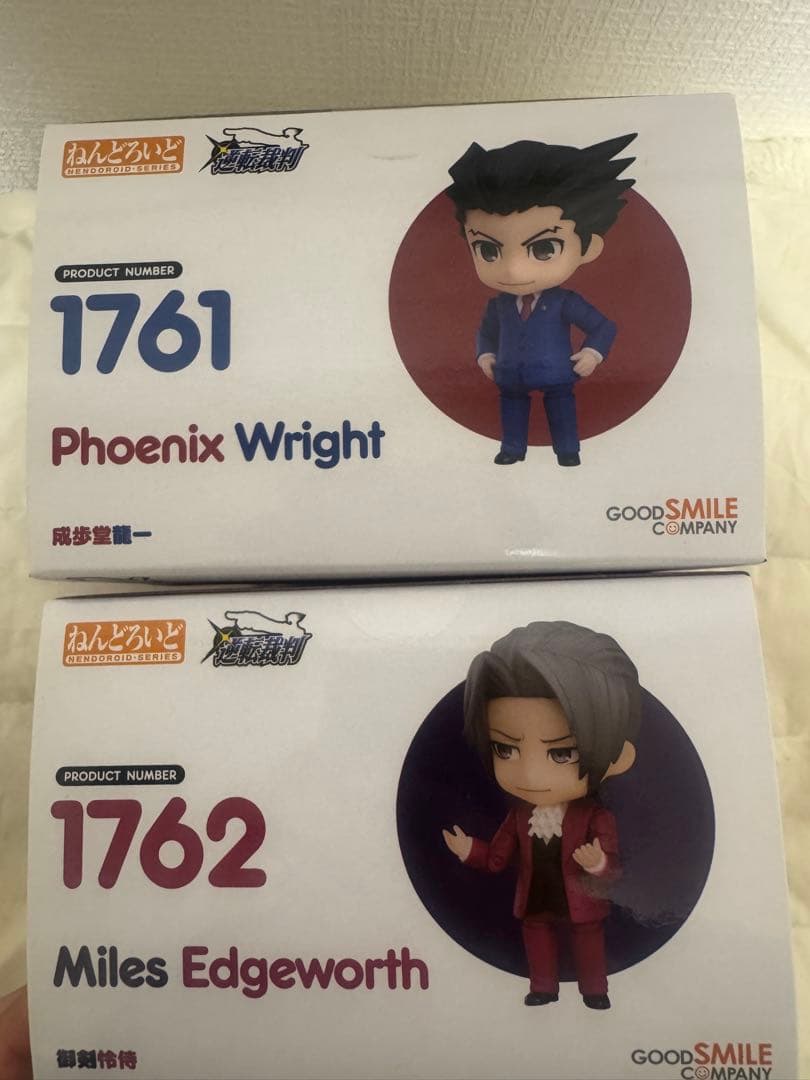 ねんどろいど
NENDOROID·SERIES
逆転裁判
PRODUCT NUMBER
1761
Phoenix Wright
成歩堂龍一
GOOD SMILE
COMPANY
ねんどろいど
NENDOROID·SERIES
逆転裁判
PRODUCT NUMBER
1762
Miles Edgeworth
御剣怜侍
GOOD SMILE
COMPANY